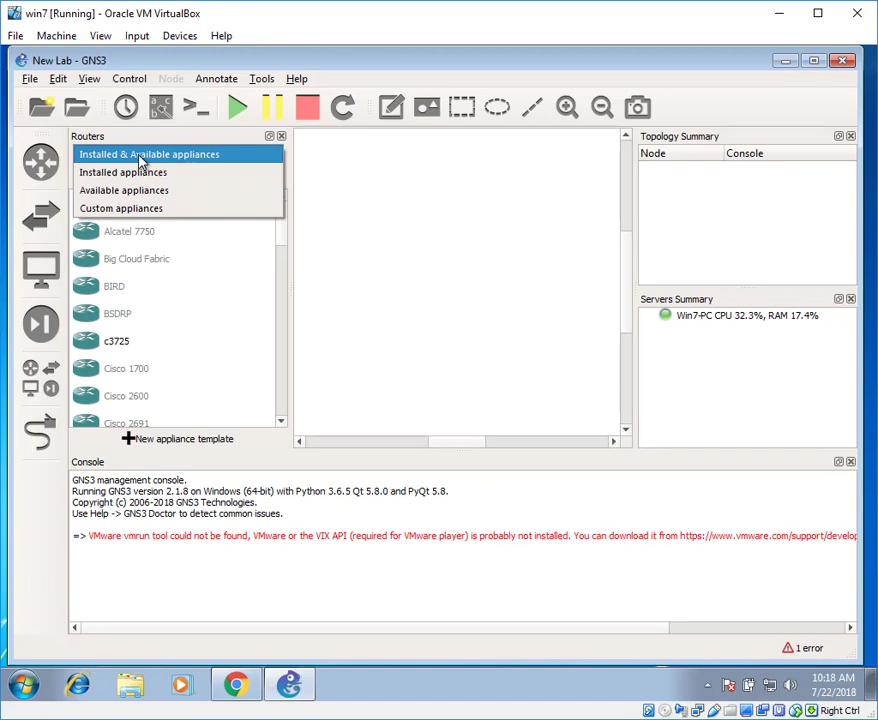 win7 [Running] - Oracle VM VirtualBox
File Machine View Input Devices Help
New Lab - GNS3
File Edit View Control Node Annotate Tools Help
Routers
Installed & Available appliances
Installed appliances
Available appliances
Custom appliances
Alcatel 7750
Big Cloud Fabric
BIRD
BSDRP
c3725
Cisco 1700
Cisco 2600
Cisco 2691
New appliance template
Topology Summary
Node Console
Servers Summary
Win7-PC CPU 32.3%, RAM 17.4%
Console
GNS3 management console.
Running GNS3 version 2.1.8 on Windows (64-bit) with Python 3.6.5 Qt 5.8.0 and PyQt 5.8.
Copyright (c) 2006-2018 GNS3 Technologies.
Use Help -> GNS3 Doctor to detect common issues.
=> VMware vmrun tool could not be found, VMware or the VIX API (required for VMware player) is probably not installed. You can download it from https://www.vmware.com/support/develop
1 error
10:18 AM
7/22/2018
Right Ctrl